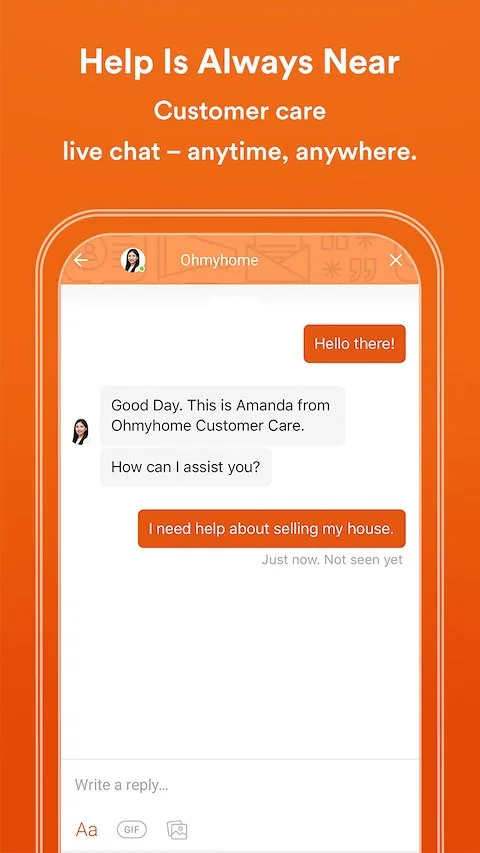 Help Is Always Near
Customer care
live chat – anytime, anywhere.
Ohmyhome
Hello there!
Good Day. This is Amanda from
Ohmyhome Customer Care.
How can I assist you?
I need help about selling my house.
Just now. Not seen yet
Write a reply...
Aa
GIF